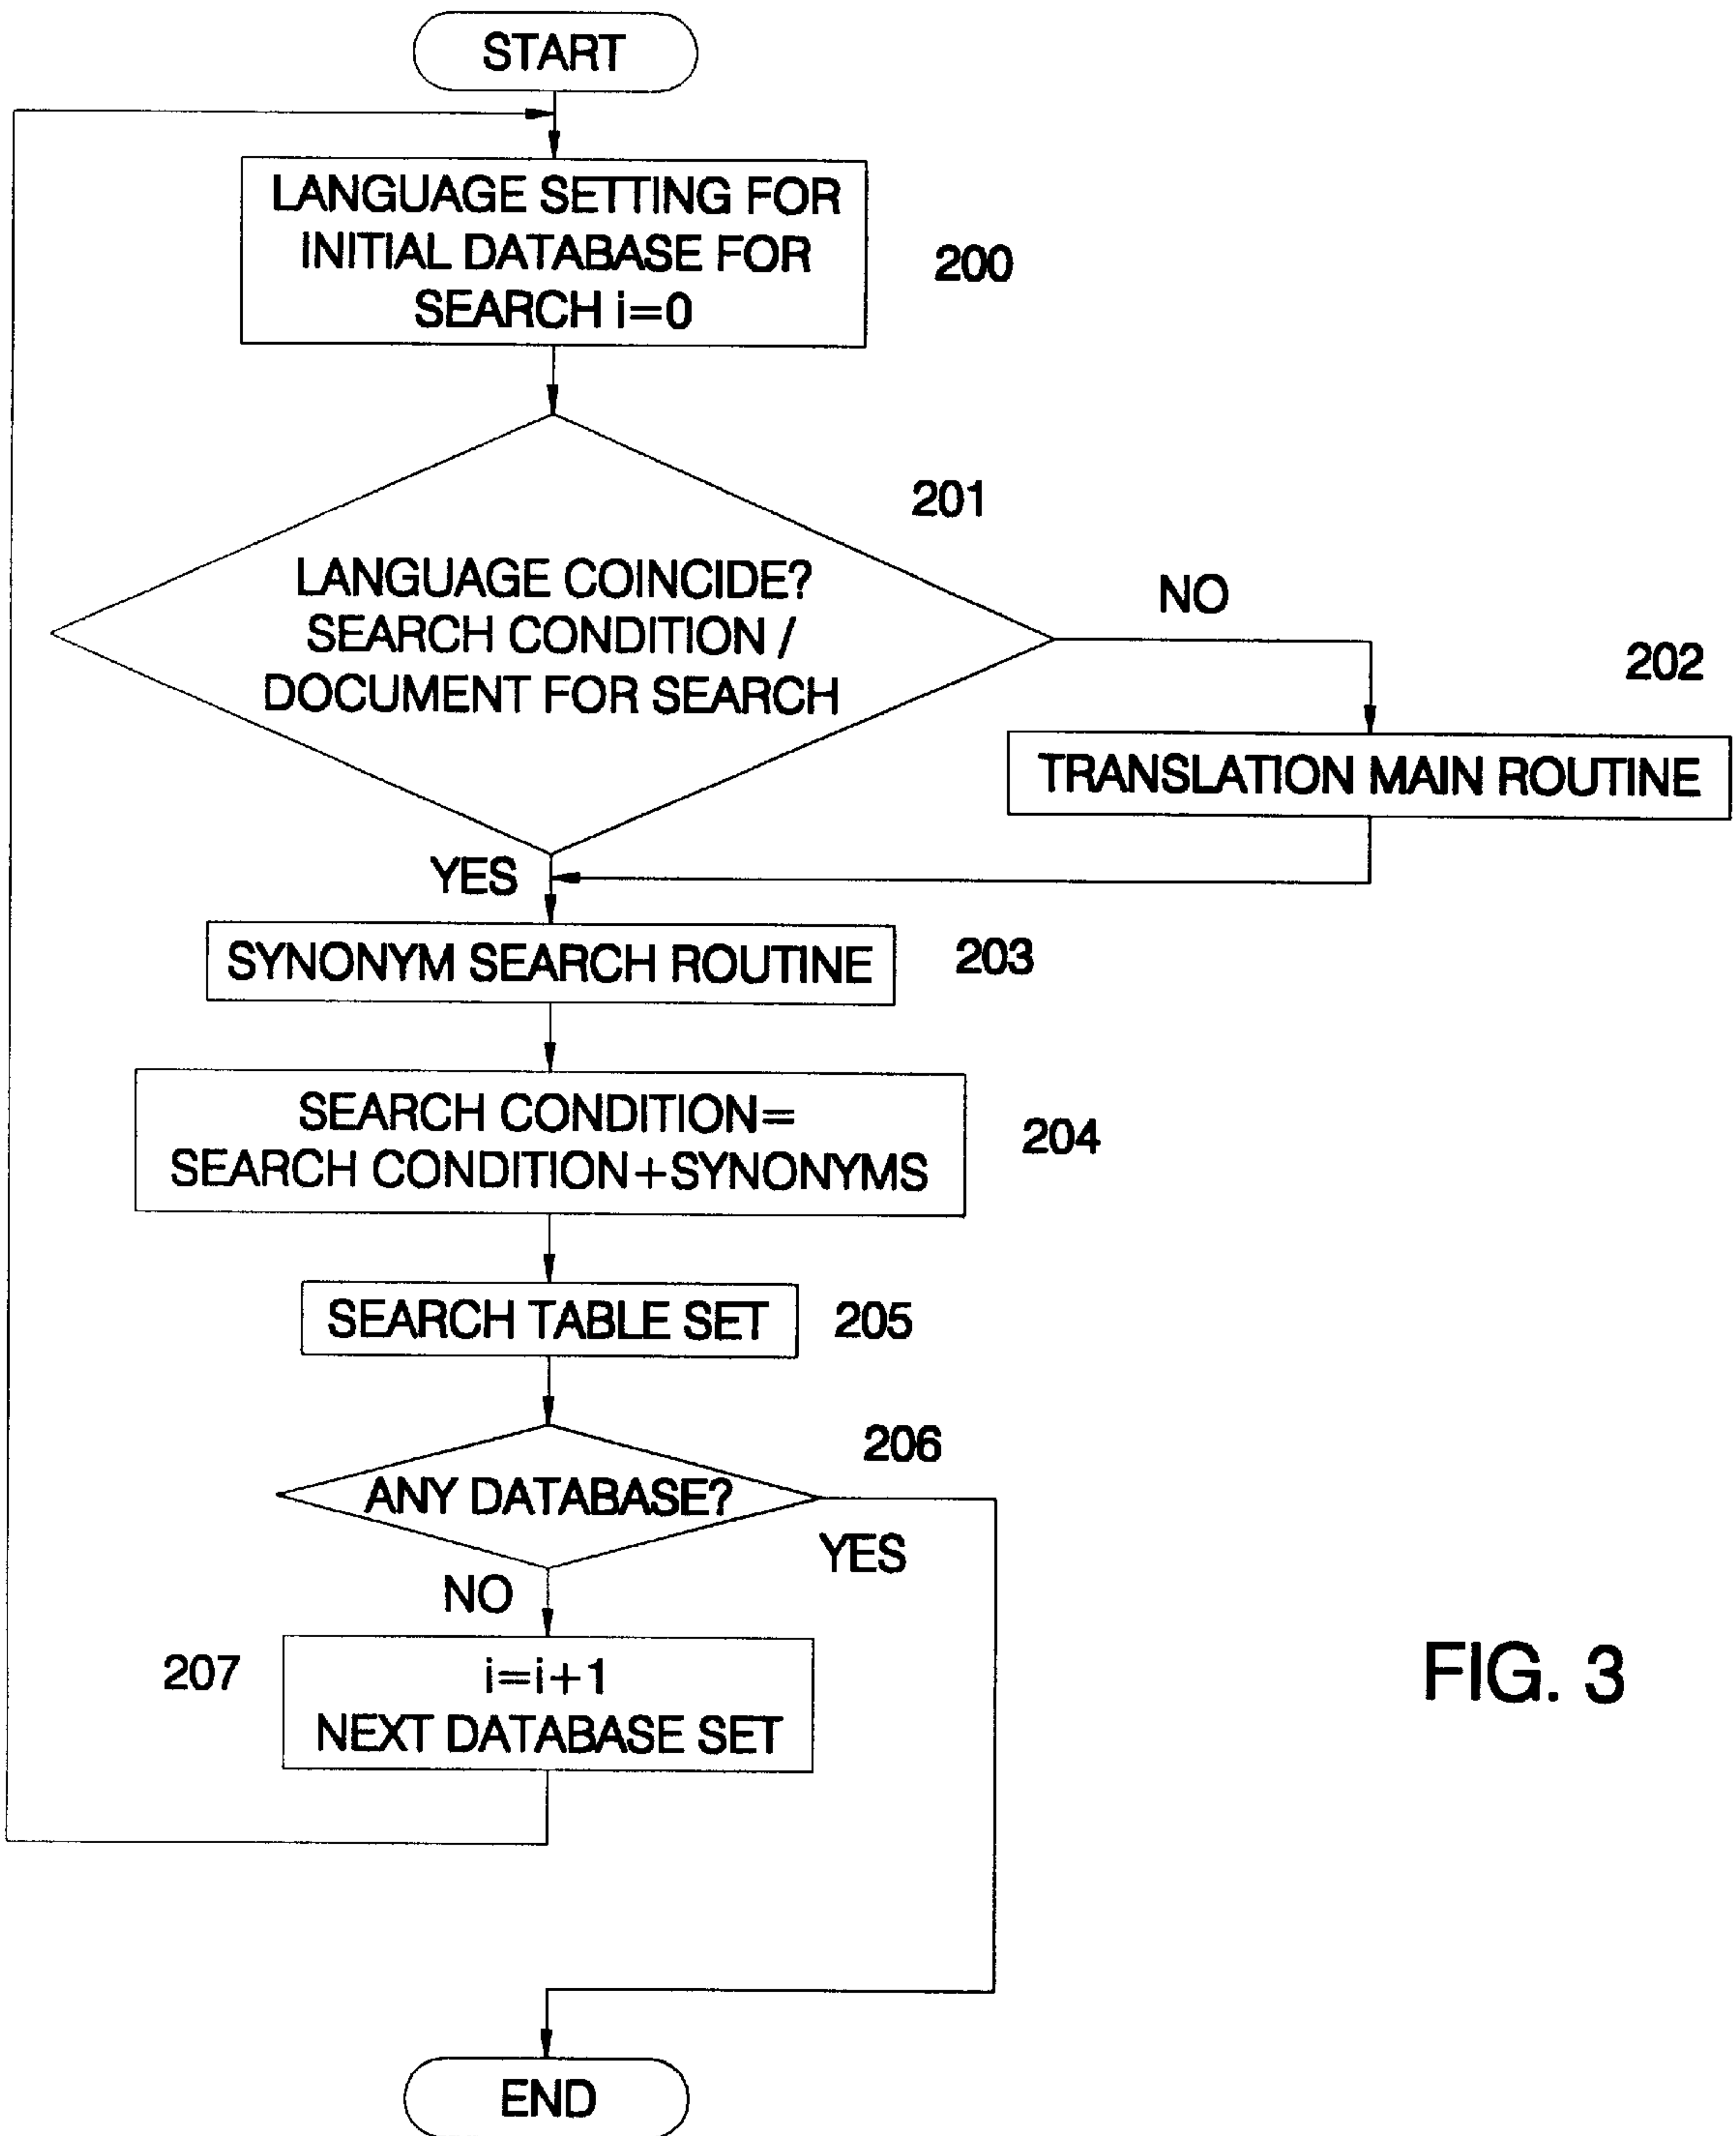 START
LANGUAGE SETTING FOR
INITIAL DATABASE FOR
SEARCH i=0
200
201
LANGUAGE COINCIDE?
SEARCH CONDITION /
DOCUMENT FOR SEARCH
NO
202
TRANSLATION MAIN ROUTINE
YES
SYNONYM SEARCH ROUTINE
203
SEARCH CONDITION=
SEARCH CONDITION+SYNONYMS
204
SEARCH TABLE SET
205
206
ANY DATABASE?
YES
NO
207
i=i+1
NEXT DATABASE SET
FIG. 3
END